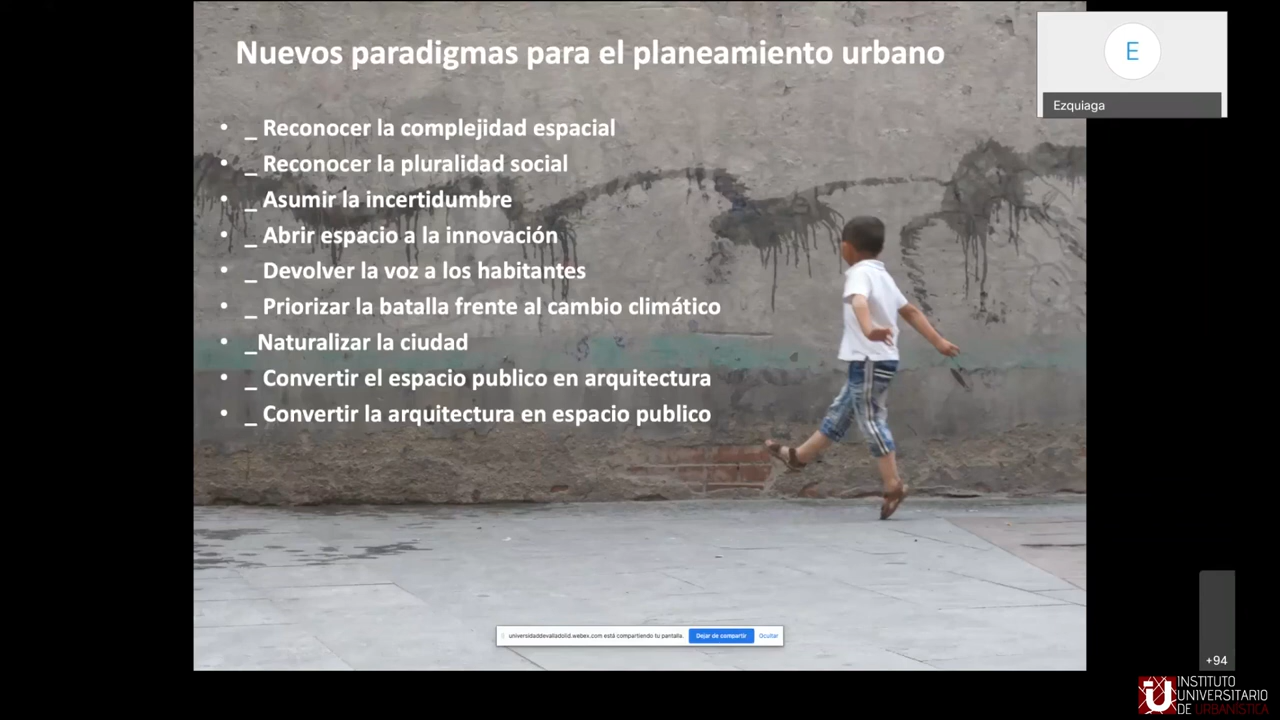 Nuevos paradigmas para el planeamiento urbano
• _ Reconocer la complejidad espacial
• _ Reconocer la pluralidad social
• _ Asumir la incertidumbre
• _ Abrir espacio a la innovación
• _ Devolver la voz a los habitantes
• _ Priorizar la batalla frente al cambio climático
• _Naturalizar la ciudad
• _ Convertir el espacio publico en arquitectura
• _ Convertir la arquitectura en espacio publico
E
Ezquiaga
universidaddevalladolid.webex.com está compartiendo tu pantalla. Dejar de compartir Ocultar
+94
INSTITUTO
UNIVERSITARIO
DE URBANÍSTICA